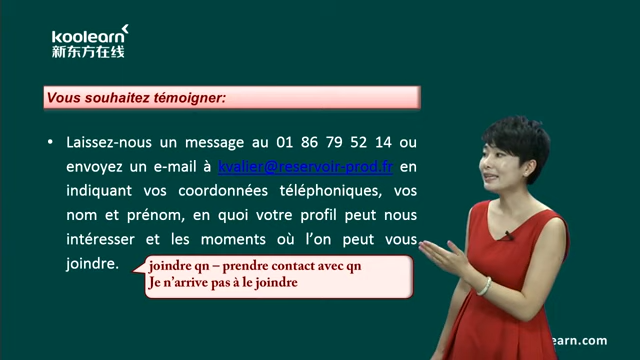 koolearn
新东方在线
Vous souhaitez témoigner:
• Laissez-nous un message au 01 86 79 52 14 ou
envoyez un e-mail à kvalier@reservoir-prod.fr en
indiquant vos coordonnées téléphoniques, vos
nom et prénom, en quoi votre profil peut nous
intéresser et les moments où l'on peut vous
joindre.
joindre qn – prendre contact avec qn
Je n'arrive pas à le joindre
earn.com